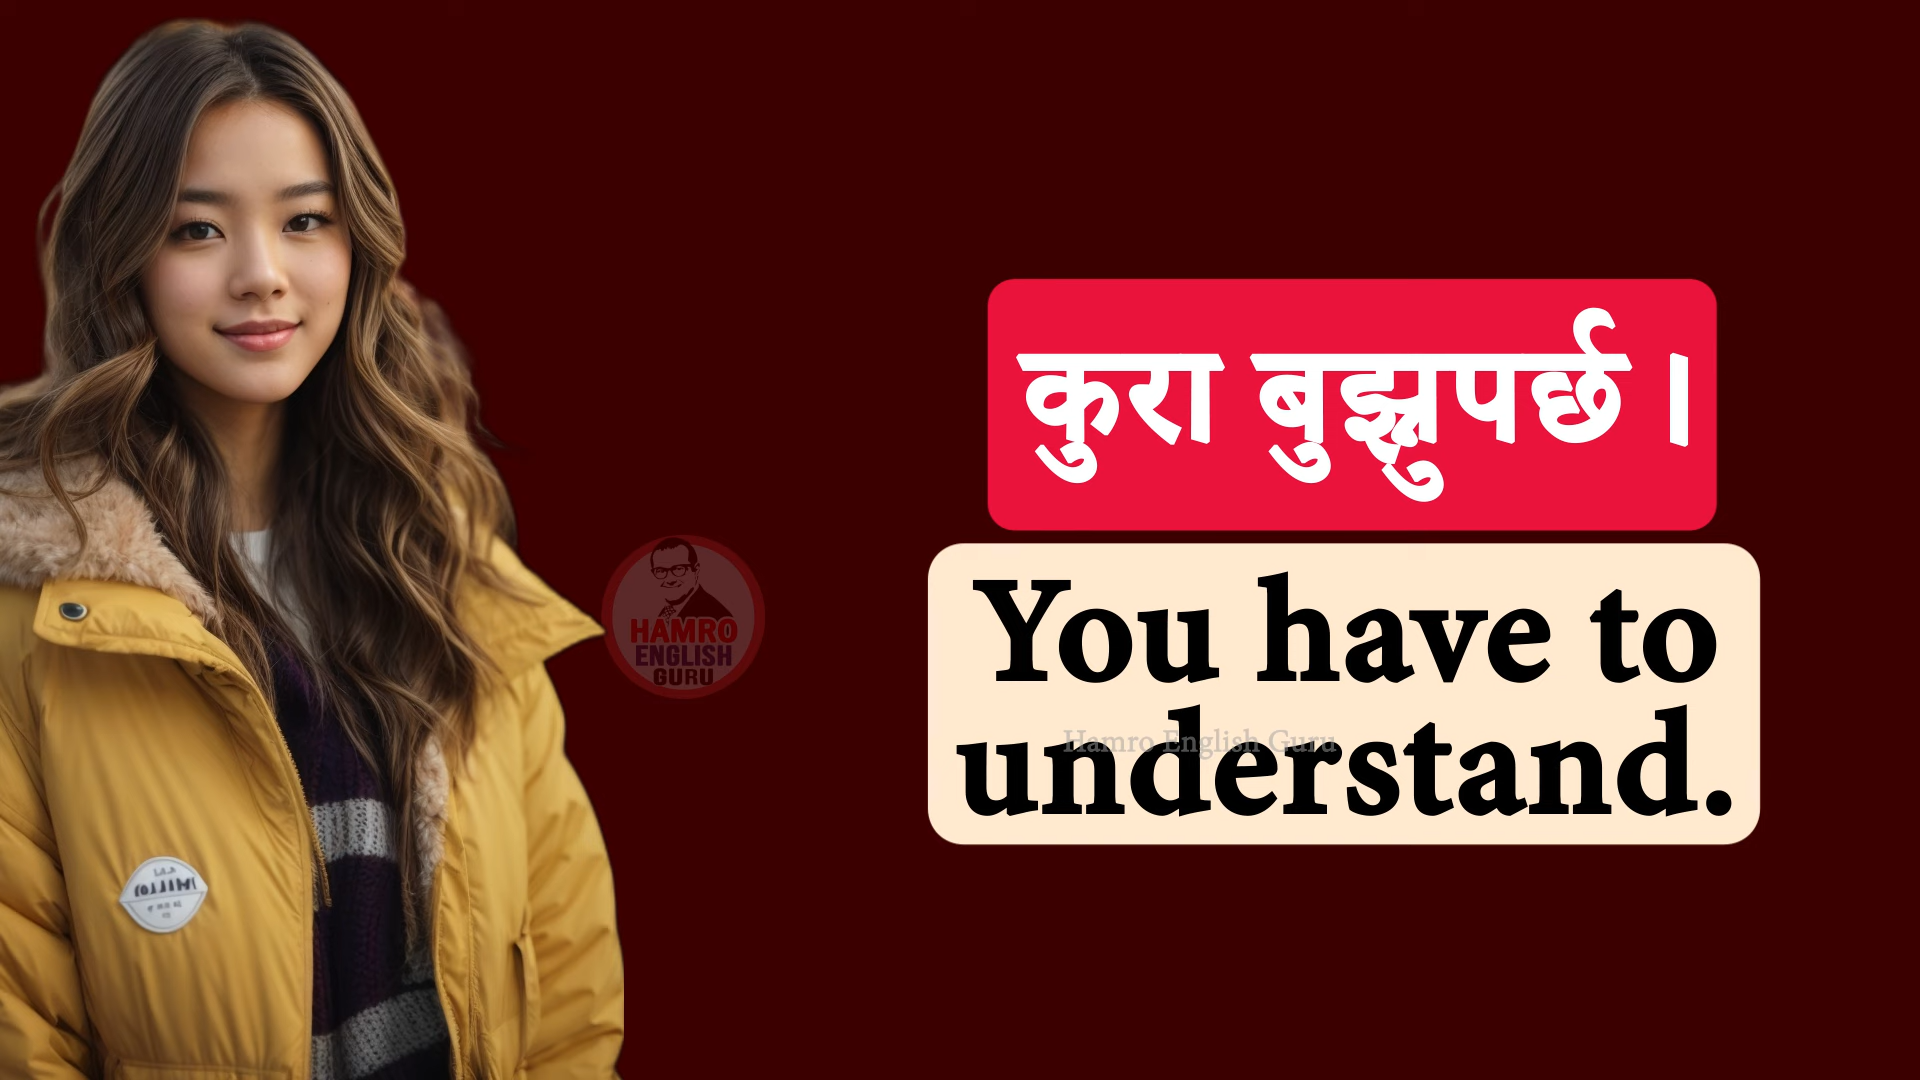 कुरा बुझ्नुपर्छ ।
You have to
understand.
Hamro English Guru
HAMRO
ENGLISH
GURU